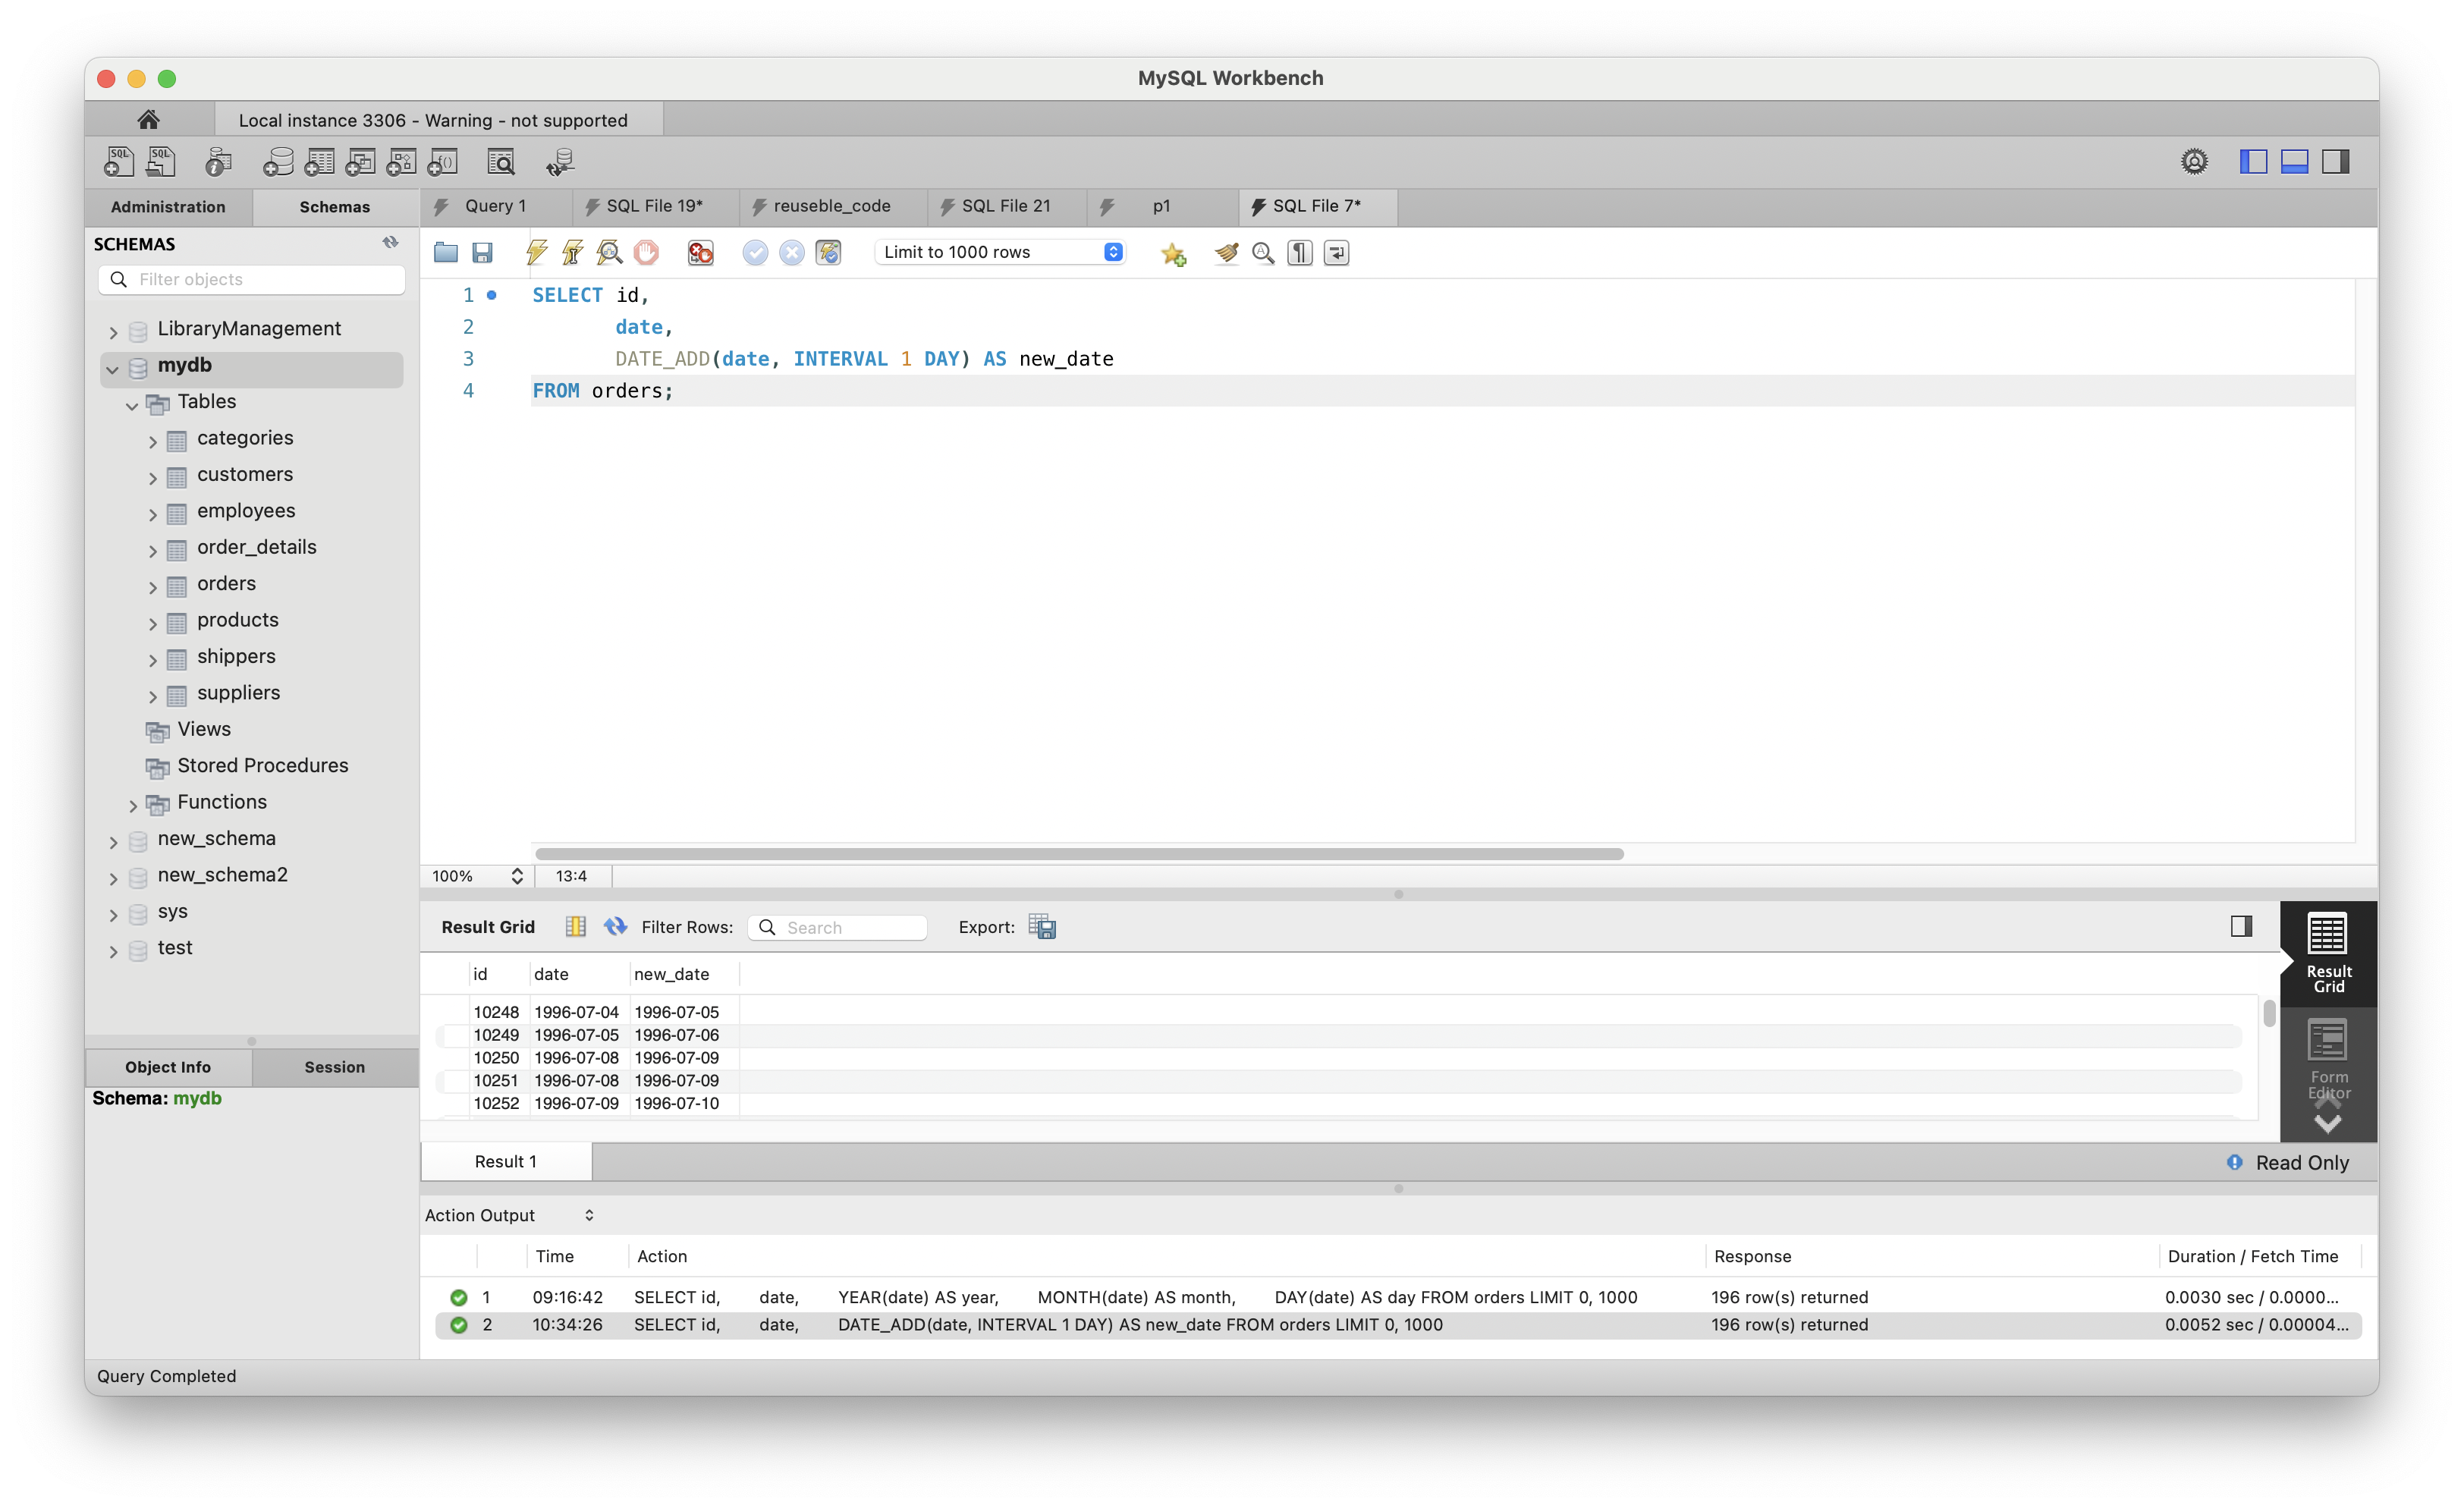 MySQL Workbench
Local instance 3306 - Warning - not supported
SQL SQL i f()
Administration Schemas Query 1 SQL File 19* reuseble_code SQL File 21 p1 SQL File 7*
SCHEMAS
Limit to 1000 rows
Filter objects
LibraryManagement
mydb
Tables
categories
customers
employees
order_details
orders
products
shippers
suppliers
Views
Stored Procedures
Functions
new_schema
new_schema2
sys
test
1 SELECT id,
2 date,
3 DATE_ADD(date, INTERVAL 1 DAY) AS new_date
4 FROM orders;
100% 13:4
Result Grid Filter Rows: Search Export:
id date new_date
10248 1996-07-04 1996-07-05
10249 1996-07-05 1996-07-06
10250 1996-07-08 1996-07-09
10251 1996-07-08 1996-07-09
10252 1996-07-09 1996-07-10
Result
Grid
Form
Editor
Object Info Session
Schema: mydb
Result 1 Read Only
Action Output
Time Action Response Duration / Fetch Time
1 09:16:42 SELECT id, date, YEAR(date) AS year, MONTH(date) AS month, DAY(date) AS day FROM orders LIMIT 0, 1000 196 row(s) returned 0.0030 sec / 0.0000...
2 10:34:26 SELECT id, date, DATE_ADD(date, INTERVAL 1 DAY) AS new_date FROM orders LIMIT 0, 1000 196 row(s) returned 0.0052 sec / 0.00004...
Query Completed